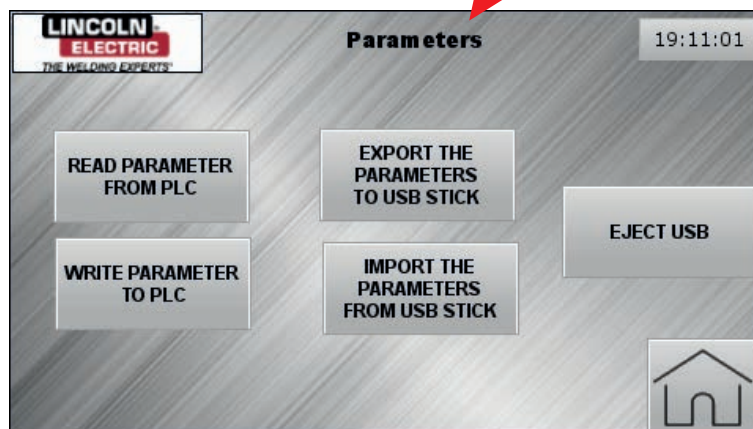 LINCOLN
ELECTRIC
THE WELDING EXPERTS®
Parameters
19:11:01
READ PARAMETER
FROM PLC
EXPORT THE
PARAMETERS
TO USB STICK
EJECT USB
WRITE PARAMETER
TO PLC
IMPORT THE
PARAMETERS
FROM USB STICK